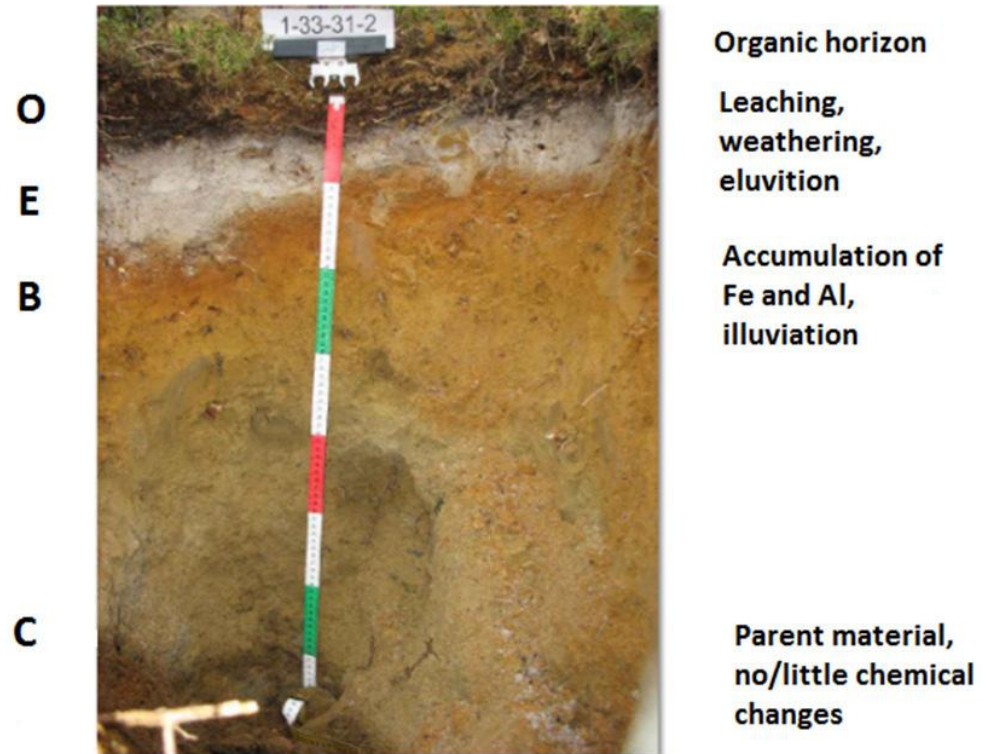 1-33-31-2
Organic horizon
O
Leaching,
weathering,
eluvition
E
Accumulation of
Fe and Al,
illuviation
B
C
Parent material,
no/little chemical
changes